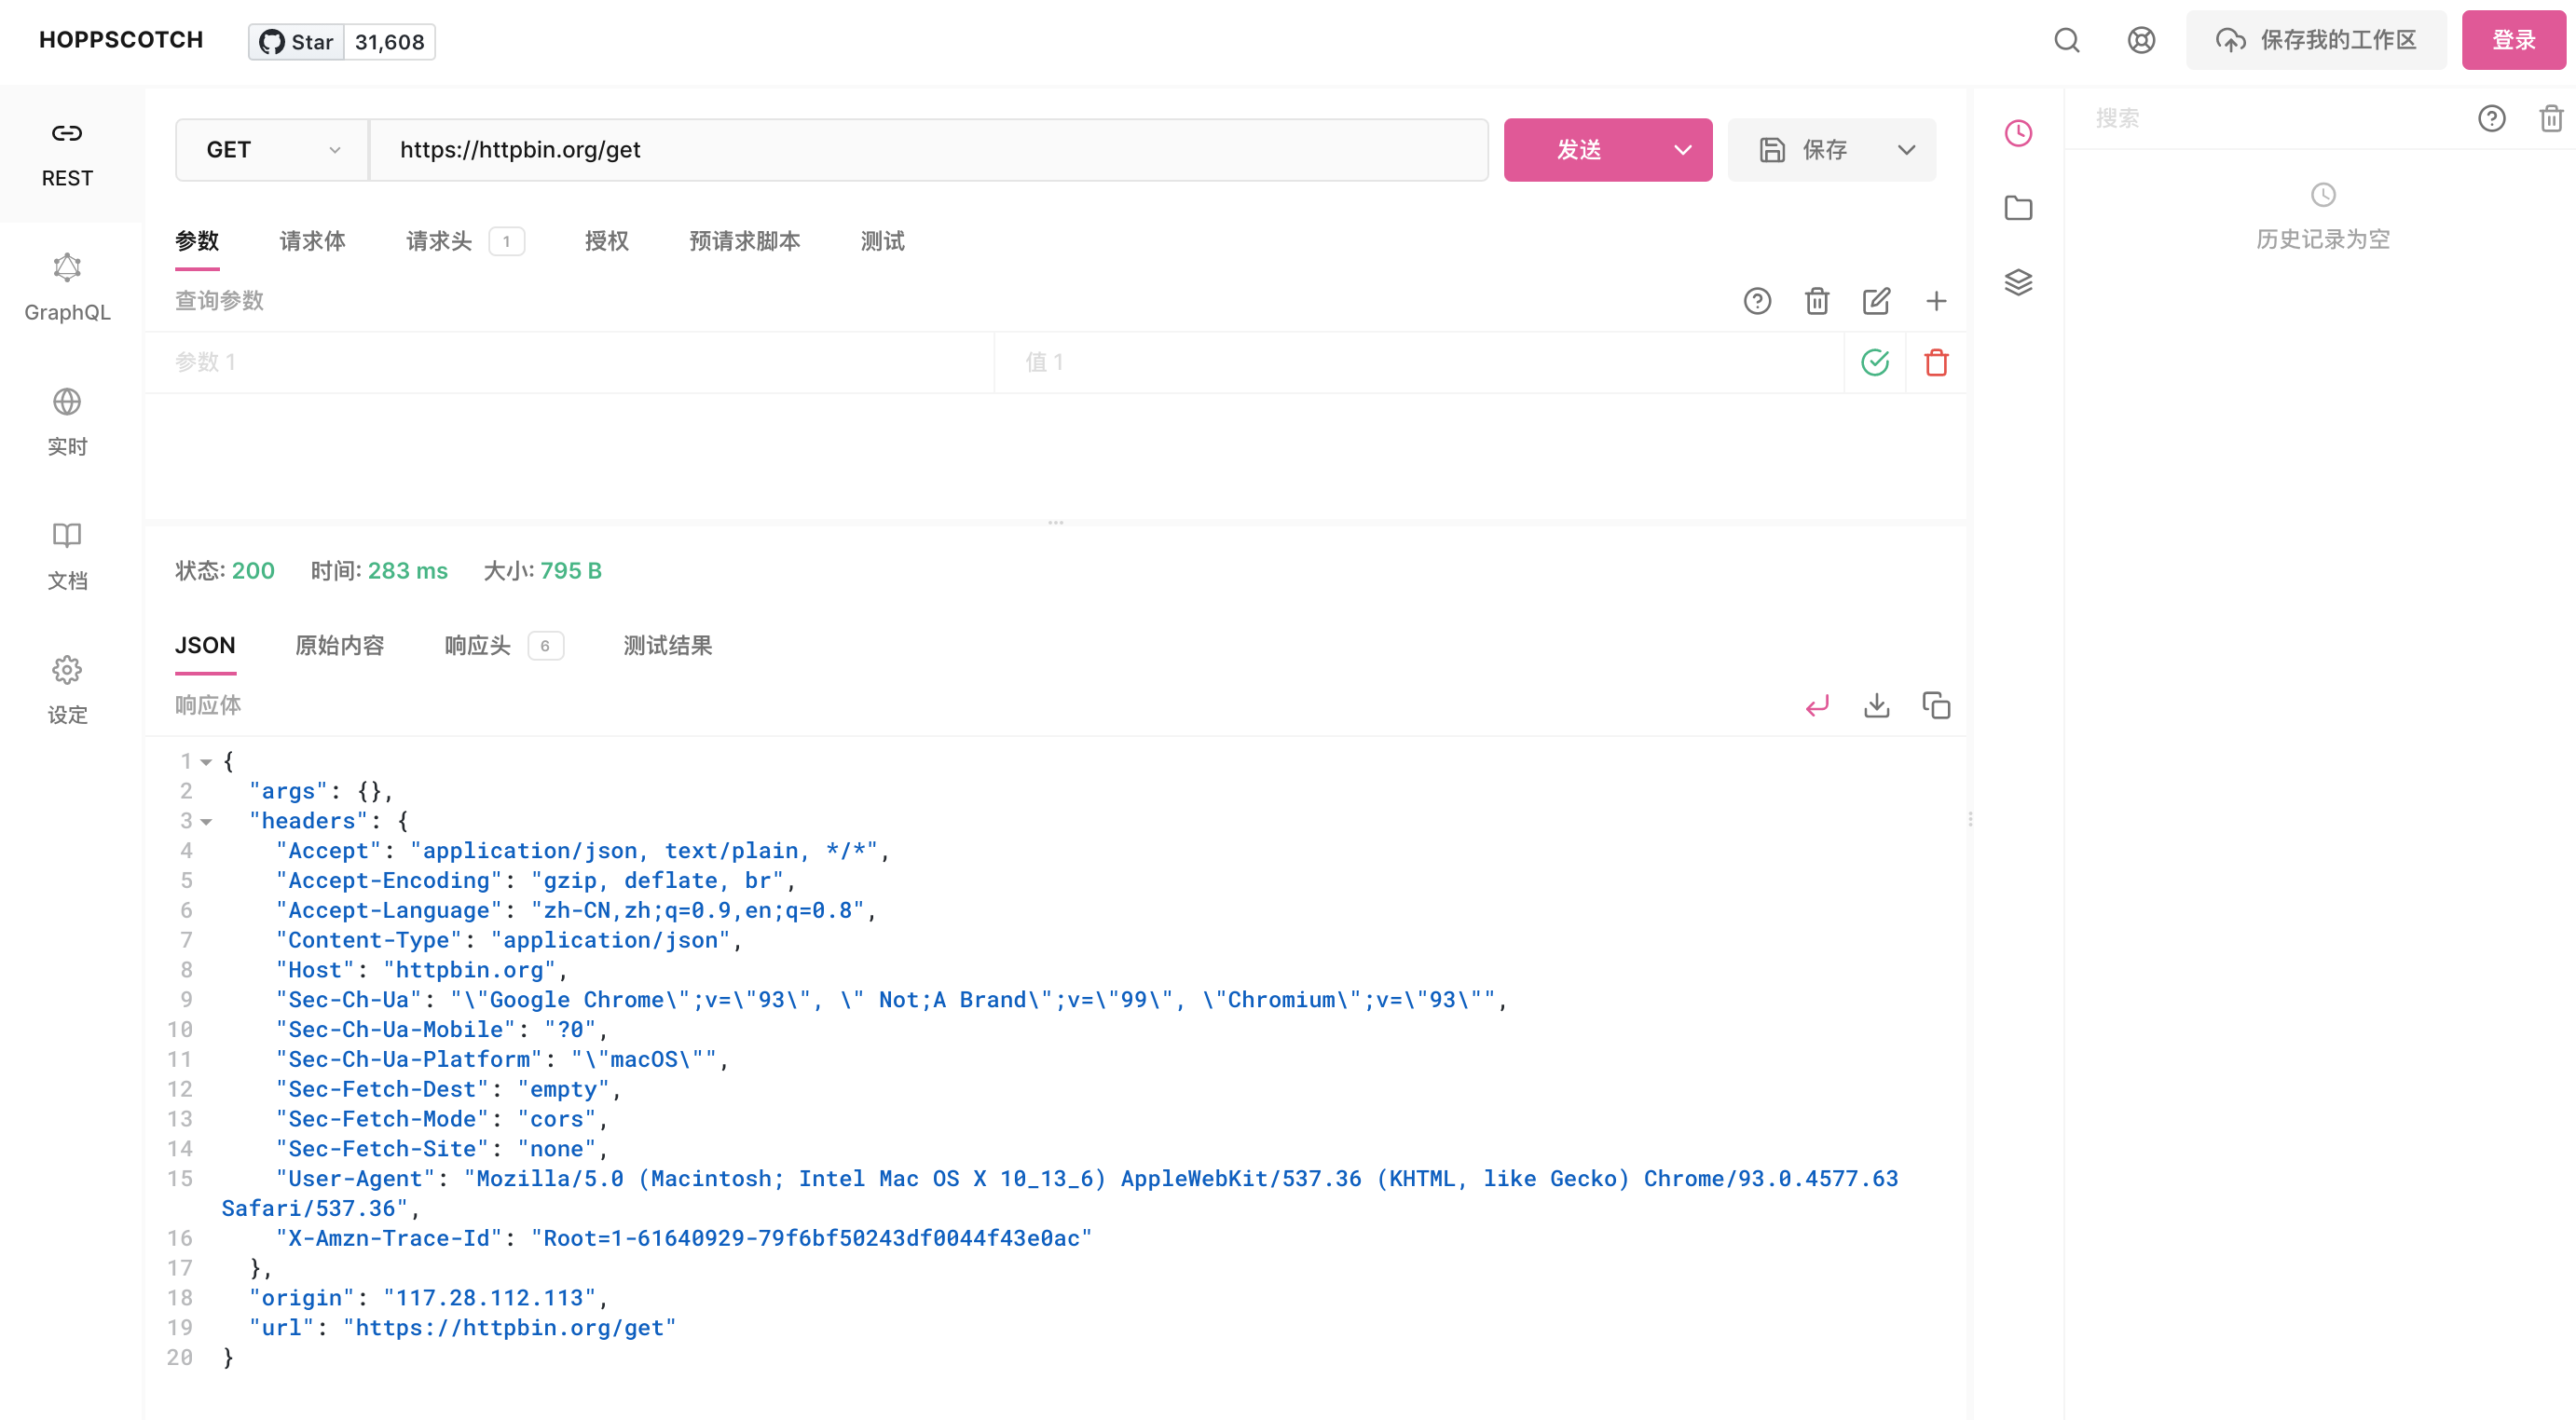 HOPPSCOTCH
Star 31,608
保存我的工作区
登录
REST
GraphQL
实时
文档
设定
GET https://httpbin.org/get
发送
保存
参数 请求体 请求头 1 授权 预请求脚本 测试
查询参数
参数 1 值 1
状态: 200 时间: 283 ms 大小: 795 B
JSON 原始内容 响应头 6 测试结果
响应体
1 {
2 "args": {},
3 "headers": {
4 "Accept": "application/json, text/plain, */*",
5 "Accept-Encoding": "gzip, deflate, br",
6 "Accept-Language": "zh-CN,zh;q=0.9,en;q=0.8",
7 "Content-Type": "application/json",
8 "Host": "httpbin.org",
9 "Sec-Ch-Ua": "\"Google Chrome\";v=\"93\", \" Not;A Brand\";v=\"99\", \"Chromium\";v=\"93\"",
10 "Sec-Ch-Ua-Mobile": "?0",
11 "Sec-Ch-Ua-Platform": "\"macOS\"",
12 "Sec-Fetch-Dest": "empty",
13 "Sec-Fetch-Mode": "cors",
14 "Sec-Fetch-Site": "none",
15 "User-Agent": "Mozilla/5.0 (Macintosh; Intel Mac OS X 10_13_6) AppleWebKit/537.36 (KHTML, like Gecko) Chrome/93.0.4577.63
Safari/537.36",
16 "X-Amzn-Trace-Id": "Root=1-61640929-79f6bf50243df0044f43e0ac"
17 },
18 "origin": "117.28.112.113",
19 "url": "https://httpbin.org/get"
20 }
搜索
历史记录为空